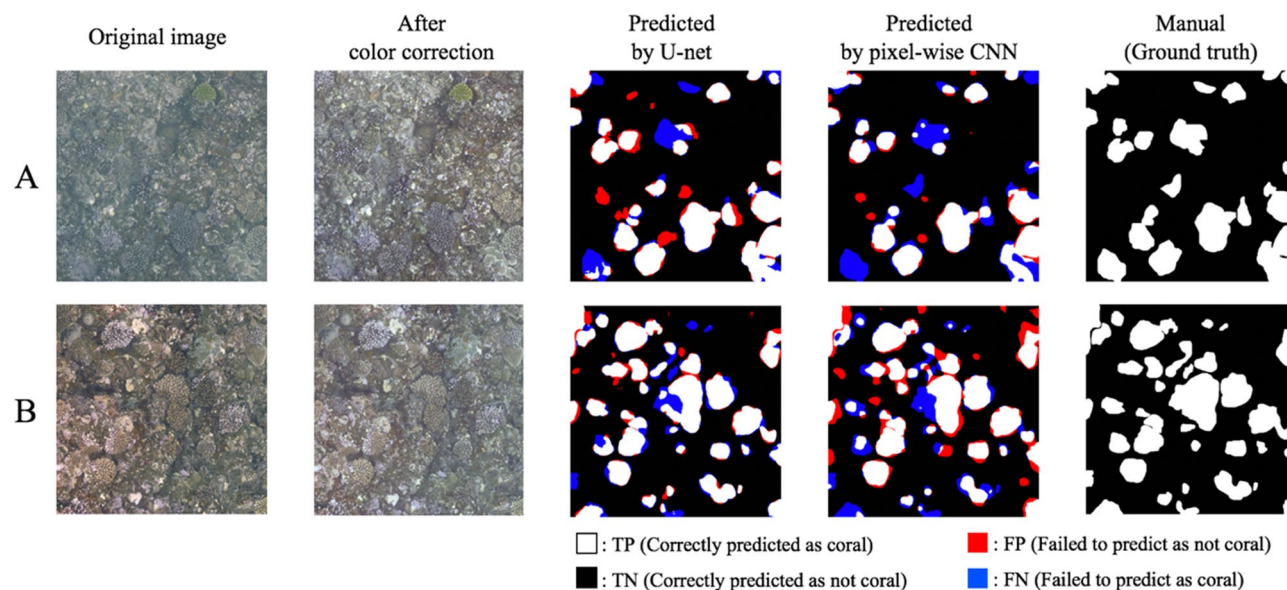 Original image
After
color correction
Predicted
by U-net
Predicted
by pixel-wise CNN
Manual
(Ground truth)
A
B
: TP (Correctly predicted as coral)
: FP (Failed to predict as not coral)
: TN (Correctly predicted as not coral)
: FN (Failed to predict as coral)